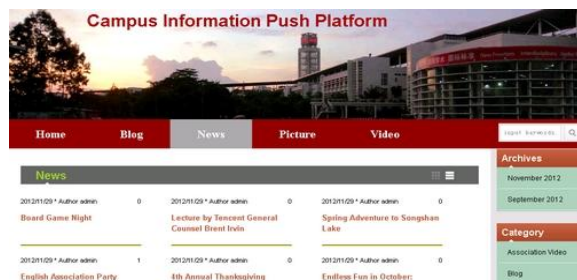 Campus Information Push Platform
Home Blog News Picture Video
input keywords
News
Archives
November 2012
September 2012
2012/11/29 * Author admin 0 2012/11/29 * Author admin 0 2012/11/29 * Author admin 0
Board Game Night
Lecture by Tencent General
Counsel Brent Irvin
Spring Adventure to Songshan
Lake
Category
Association Video
Blog
2012/11/29 * Author admin 1 2012/11/29 * Author admin 0 2012/11/29 * Author admin 0
English Association Party
4th Annual Thanksgiving
Endless Fun in October: